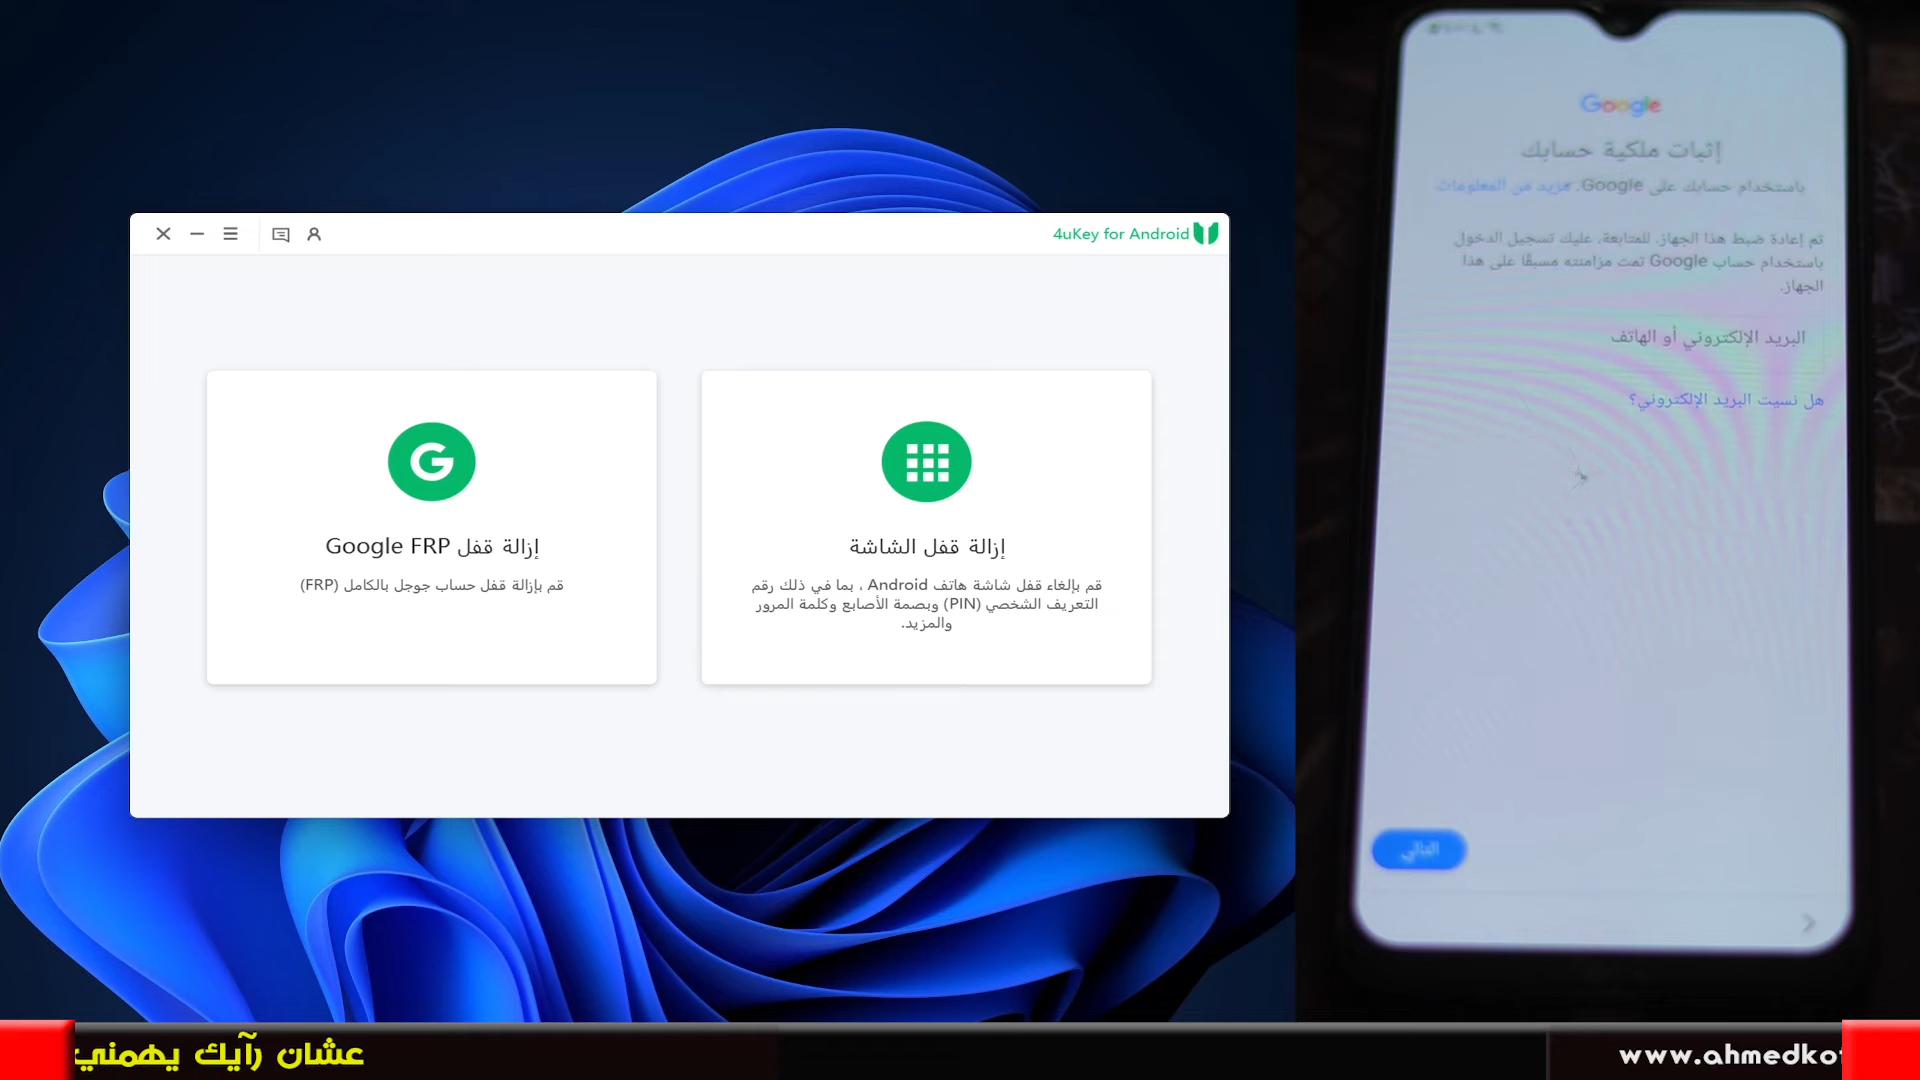 4uKey for Android
إزالة قفل Google FRP
قم بإزالة قفل حساب جوجل بالكامل (FRP)
إزالة قفل الشاشة
قم بإلغاء قفل شاشة هاتف Android ، بما في ذلك رقم
التعريف الشخصي (PIN) وبصمة الأصابع وكلمة المرور
والمزيد.
Google
إثبات ملكية حسابك
باستخدام حسابك على Google. مزيد من المعلومات
تم إعادة ضبط هذا الجهاز. للمتابعة، عليك تسجيل الدخول
باستخدام حساب Google تمت مزامنته مسبقًا على هذا
الجهاز.
البريد الإلكتروني أو الهاتف
هل نسيت البريد الإلكتروني؟
التالي
عشان رآيك يهمني
www.ahmedko